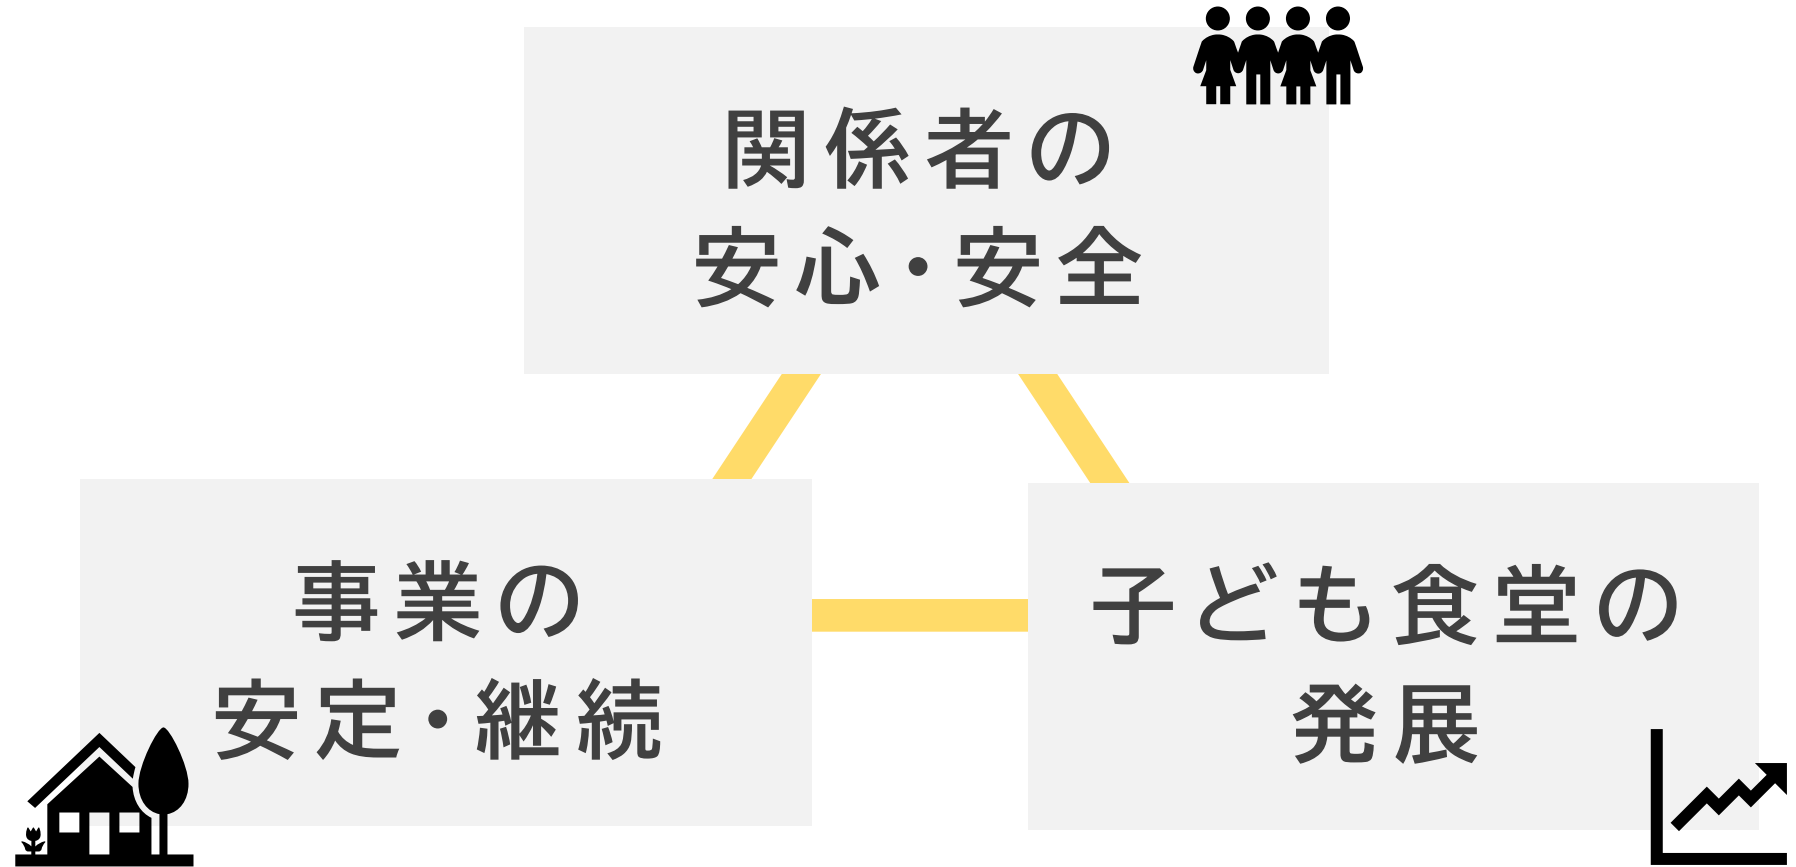 関係者の
安心・安全
事業の
安定・継続
子ども食堂の
発展